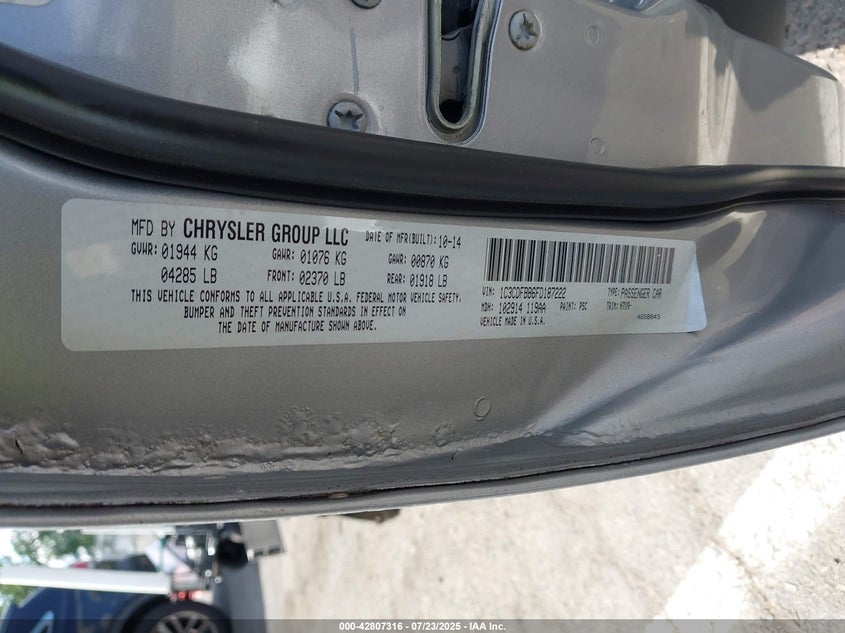 MFD BY CHRYSLER GROUP LLC DATE OF MFR(BUILT): 10-14
GVWR: 01944 KG GAWR: 01076 KG GAWR: 00870 KG
04285 LB FRONT: 02370 LB REAR: 01918 LB
THIS VEHICLE CONFORMS TO ALL APPLICABLE U.S.A. FEDERAL MOTOR VEHICLE SAFETY,
BUMPER AND THEFT PREVENTION STANDARDS IN EFFECT ON
THE DATE OF MANUFACTURE SHOWN ABOVE.
VIN: 1C3CDFBB6FD187222 TYPE: PASSENGER CAR
MDH: 102914 119AA PAINT: PSC TRIM:
VEHICLE MADE IN U.S.A. 4658843
000-42807316 - 07/23/2025 - IAA Inc.